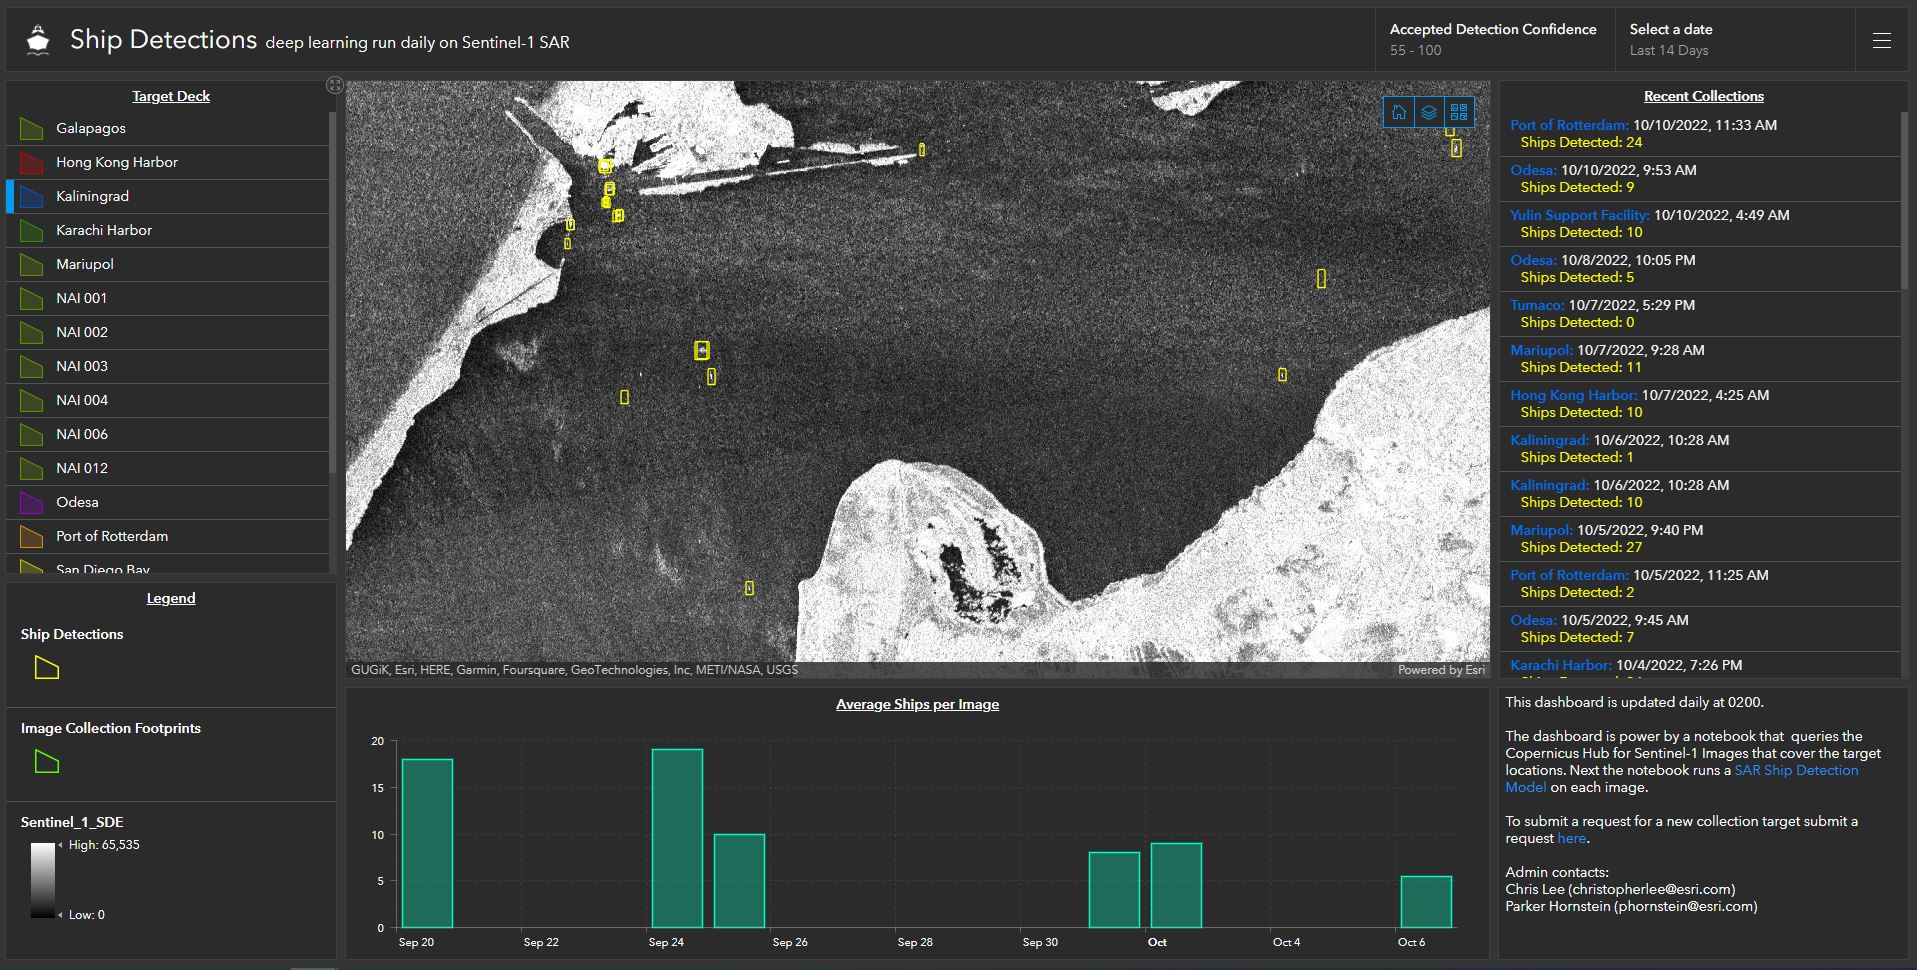 Ship Detections deep learning run daily on Sentinel-1 SAR
Accepted Detection Confidence
55 - 100
Select a date
Last 14 Days
Target Deck
Galapagos
Hong Kong Harbor
Kaliningrad
Karachi Harbor
Mariupol
NAI 001
NAI 002
NAI 003
NAI 004
NAI 006
NAI 012
Odesa
Port of Rotterdam
San Diego Bay
Legend
Ship Detections
Image Collection Footprints
Sentinel_1_SDE
High: 65,535
Low: 0
GUGiK, Esri, HERE, Garmin, Foursquare, GeoTechnologies, Inc, METI/NASA, USGS
Powered by Esri
Average Ships per Image
20
15
10
5
0
Sep 20
Sep 22
Sep 24
Sep 26
Sep 28
Sep 30
Oct
Oct 4
Oct 6
Recent Collections
Port of Rotterdam: 10/10/2022, 11:33 AM
Ships Detected: 24
Odesa: 10/10/2022, 9:53 AM
Ships Detected: 9
Yulin Support Facility: 10/10/2022, 4:49 AM
Ships Detected: 10
Odesa: 10/8/2022, 10:05 PM
Ships Detected: 5
Tumaco: 10/7/2022, 5:29 PM
Ships Detected: 0
Mariupol: 10/7/2022, 9:28 AM
Ships Detected: 11
Hong Kong Harbor: 10/7/2022, 4:25 AM
Ships Detected: 10
Kaliningrad: 10/6/2022, 10:28 AM
Ships Detected: 1
Kaliningrad: 10/6/2022, 10:28 AM
Ships Detected: 10
Mariupol: 10/5/2022, 9:40 PM
Ships Detected: 27
Port of Rotterdam: 10/5/2022, 11:25 AM
Ships Detected: 2
Odesa: 10/5/2022, 9:45 AM
Ships Detected: 7
Karachi Harbor: 10/4/2022, 7:26 PM
This dashboard is updated daily at 0200.
The dashboard is power by a notebook that queries the
Copernicus Hub for Sentinel-1 Images that cover the target
locations. Next the notebook runs a SAR Ship Detection
Model on each image.
To submit a request for a new collection target submit a
request here.
Admin contacts:
Chris Lee (christopherlee@esri.com)
Parker Hornstein (phornstein@esri.com)